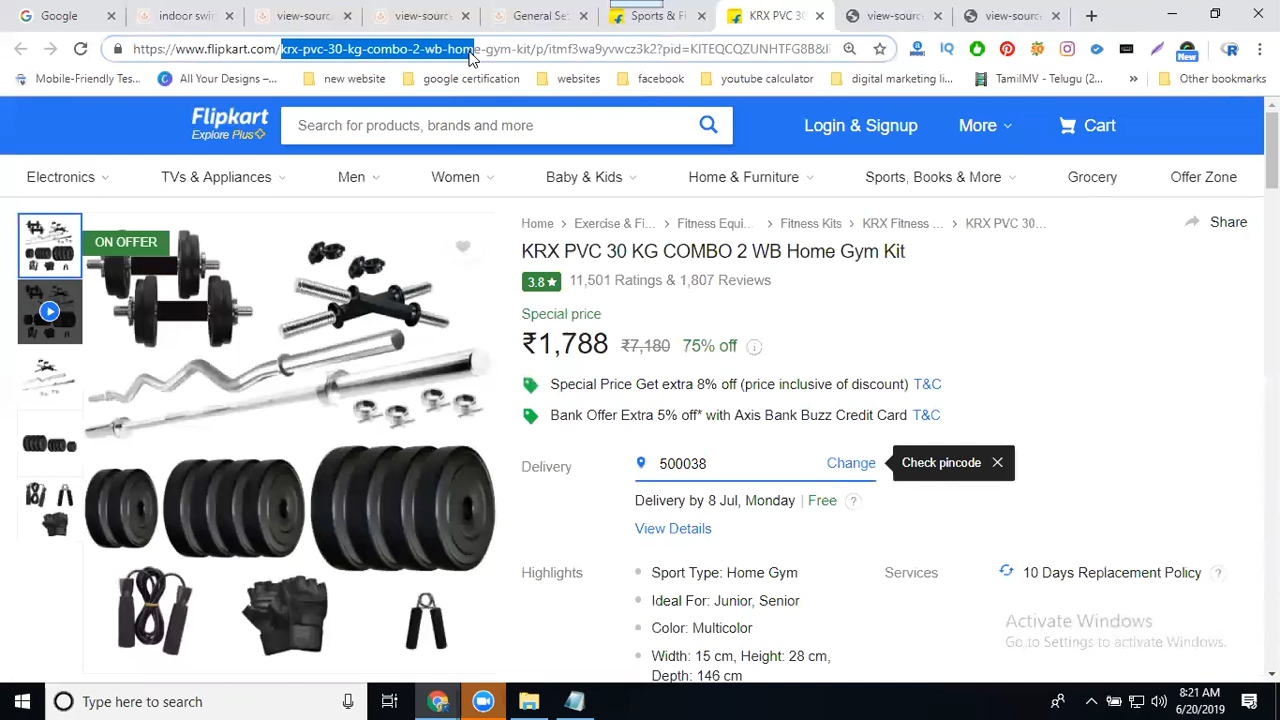 Google
indoor swi
view-sourc
view-sourc
General Se
Sports & Fi
KRX PVC 30
view-sourc
view-sourc
https://www.flipkart.com/krx-pvc-30-kg-combo-2-wb-home-gym-kit/p/itmf3wa9yvwcz3k2?pid=KITEQCQZUNHTFG8B&l
Mobile-Friendly Tes...
All Your Designs –...
new website
google certification
websites
facebook
youtube calculator
digital marketing li...
TamilMV - Telugu (2...
»
Other bookmarks
New
Flipkart
Explore Plus
Search for products, brands and more
Login & Signup
More
Cart
Electronics
TVs & Appliances
Men
Women
Baby & Kids
Home & Furniture
Sports, Books & More
Grocery
Offer Zone
ON OFFER
Home > Exercise & Fi... > Fitness Equi... > Fitness Kits > KRX Fitness ... > KRX PVC 30...
Share
KRX PVC 30 KG COMBO 2 WB Home Gym Kit
3.8★ 11,501 Ratings & 1,807 Reviews
Special price
₹1,788 ₹7,180 75% off
Special Price Get extra 8% off (price inclusive of discount) T&C
Bank Offer Extra 5% off* with Axis Bank Buzz Credit Card T&C
Delivery
500038
Change
Check pincode
Delivery by 8 Jul, Monday | Free ?
View Details
Highlights
Sport Type: Home Gym
Ideal For: Junior, Senior
Color: Multicolor
Width: 15 cm, Height: 28 cm,
Depth: 146 cm
Services
10 Days Replacement Policy ?
Activate Windows
Go to Settings to activate Windows.
Type here to search
8:21 AM
6/20/2019